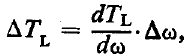 ΔT_L = dT_L/dω · Δω,